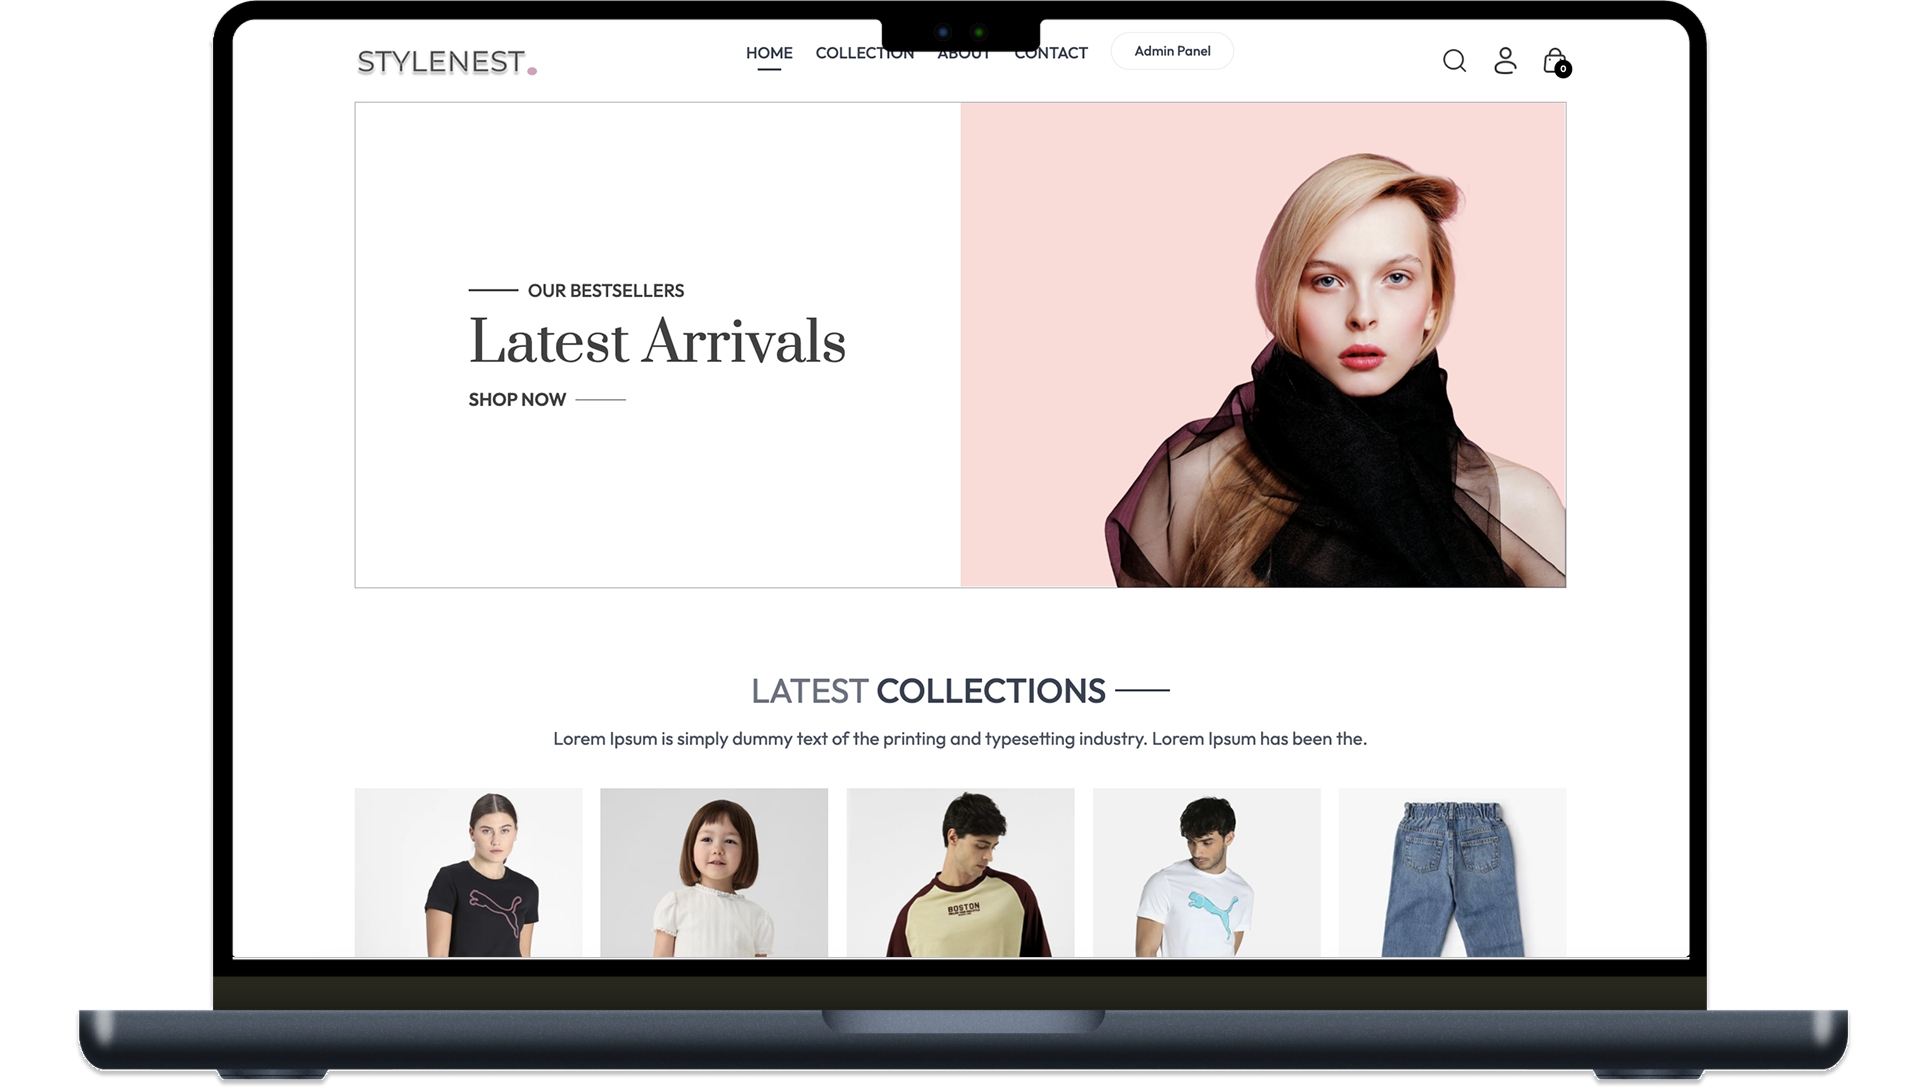 STYLENEST.
HOME COLLECTION ABOUT CONTACT Admin Panel
0
OUR BESTSELLERS
Latest Arrivals
SHOP NOW
LATEST COLLECTIONS
Lorem Ipsum is simply dummy text of the printing and typesetting industry. Lorem Ipsum has been the.
BOSTON